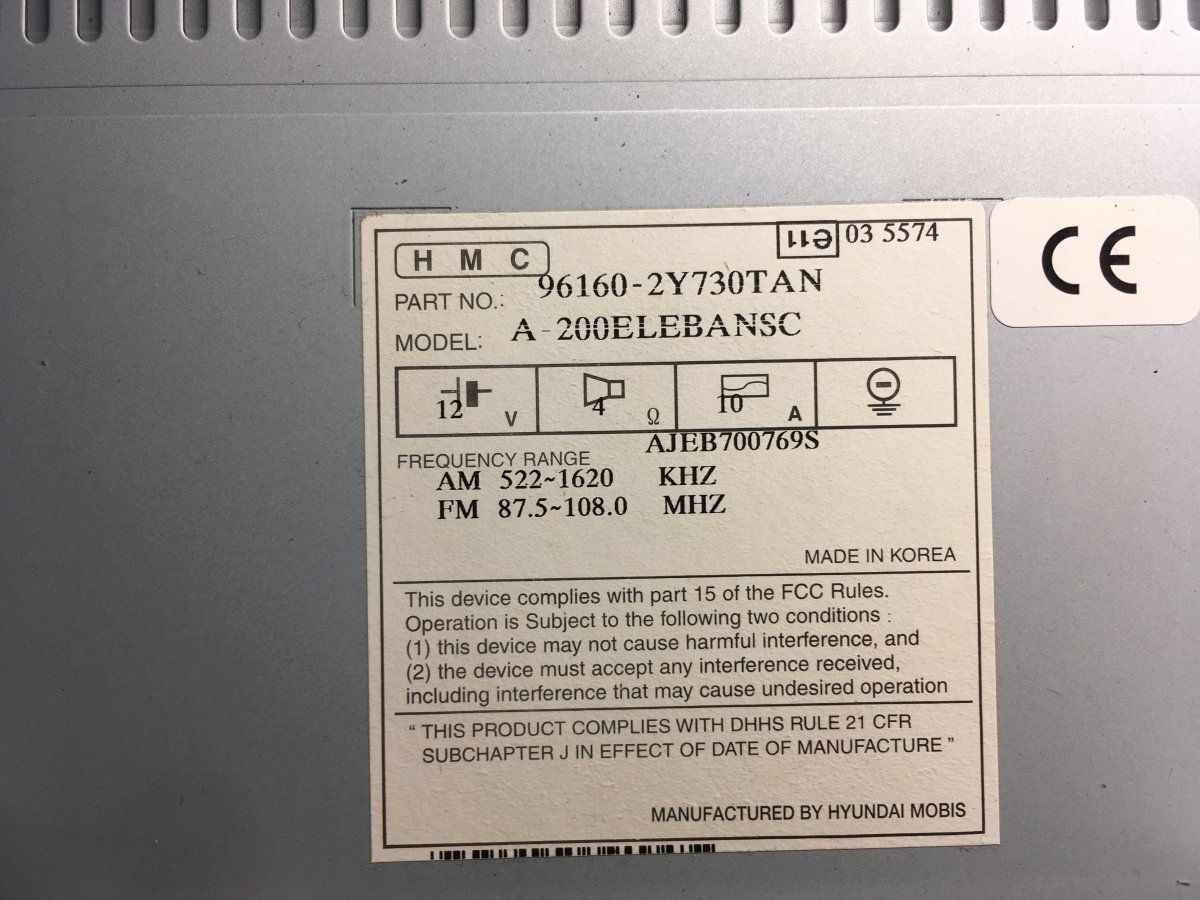 H M C
e11 03 5574
CE
PART NO.: 96160-2Y730TAN
MODEL: A-200ELEBANSC
12 V 4 Ω 10 A
AJEB700769S
FREQUENCY RANGE
AM 522~1620 KHZ
FM 87.5~108.0 MHZ
MADE IN KOREA
This device complies with part 15 of the FCC Rules.
Operation is Subject to the following two conditions :
(1) this device may not cause harmful interference, and
(2) the device must accept any interference received,
including interference that may cause undesired operation
“ THIS PRODUCT COMPLIES WITH DHHS RULE 21 CFR
SUBCHAPTER J IN EFFECT OF DATE OF MANUFACTURE ”
MANUFACTURED BY HYUNDAI MOBIS